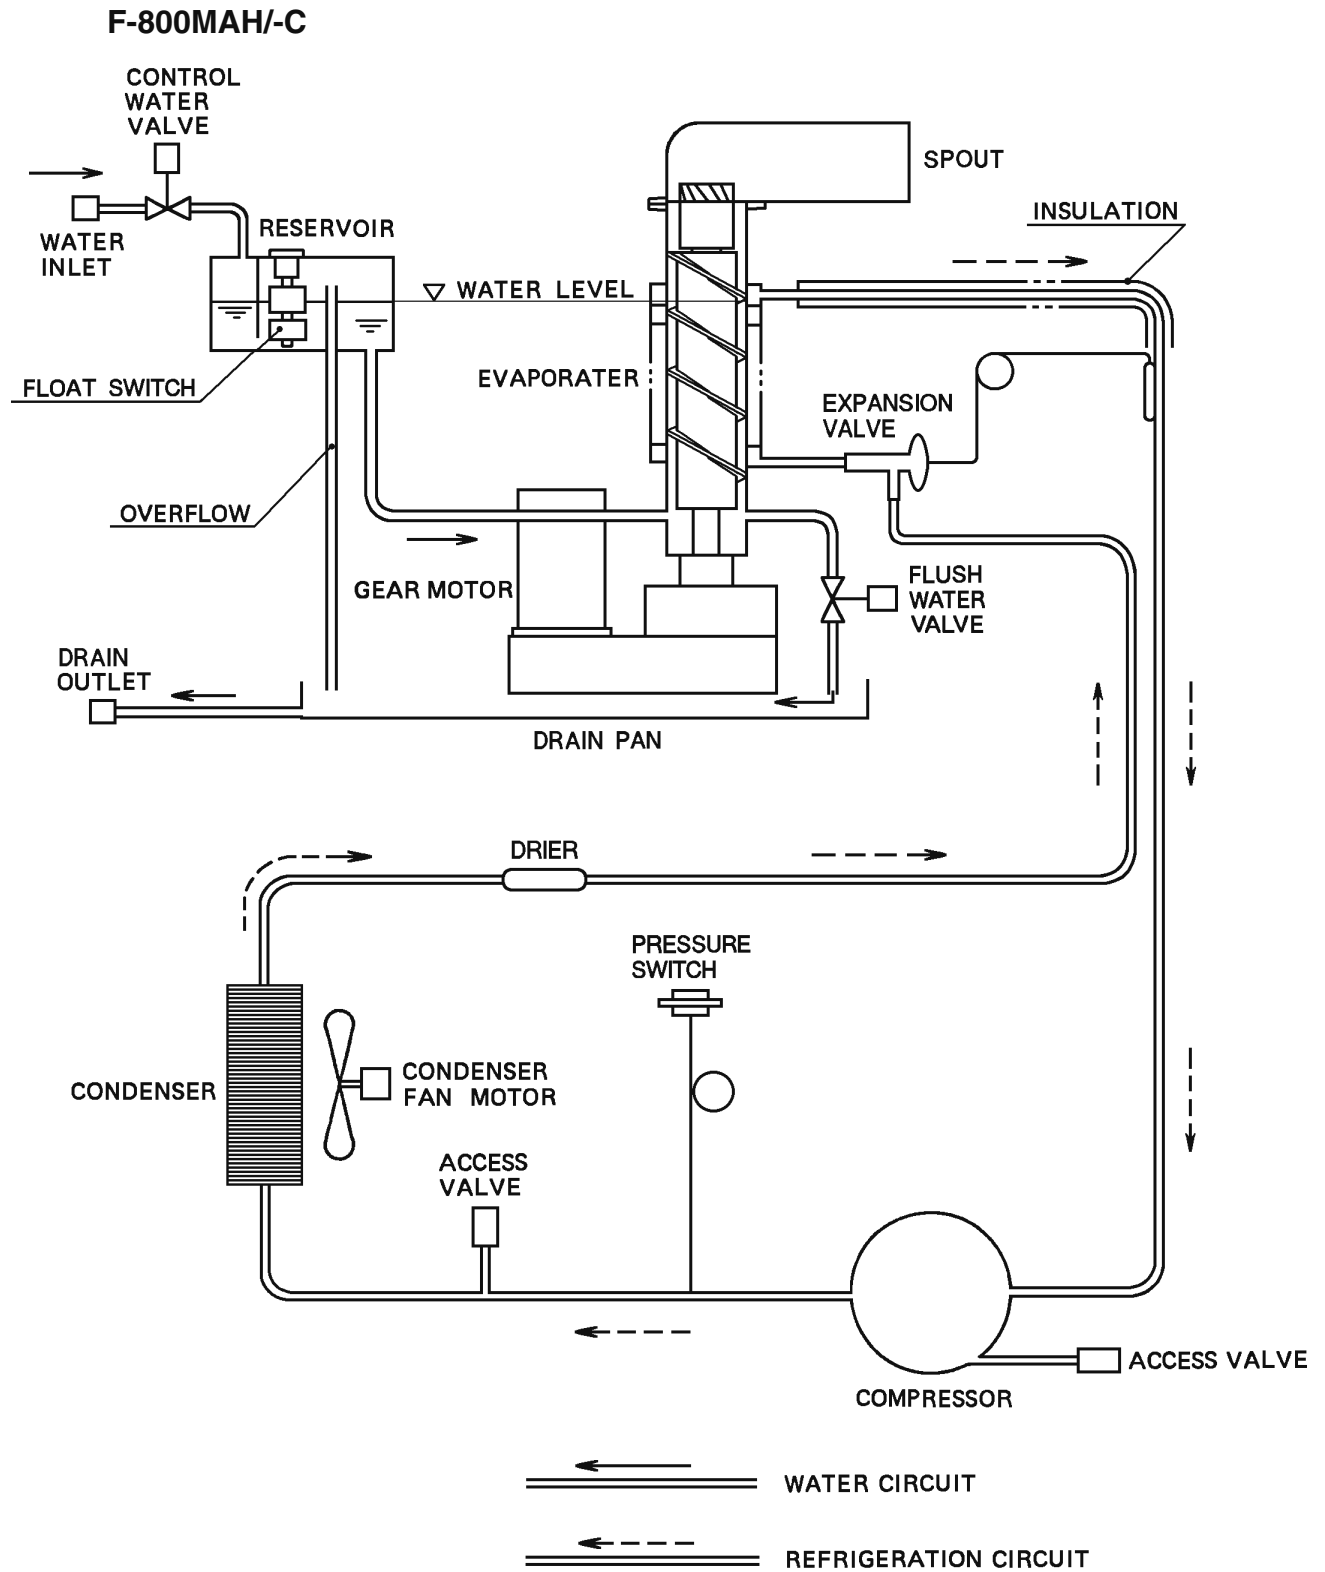 F-800MAH/-C
CONTROL
WATER
VALVE
SPOUT
INSULATION
RESERVOIR
WATER
INLET
WATER LEVEL
FLOAT SWITCH
EVAPORATER
EXPANSION
VALVE
OVERFLOW
GEAR MOTOR
FLUSH
WATER
VALVE
DRAIN
OUTLET
DRAIN PAN
DRIER
PRESSURE
SWITCH
CONDENSER
CONDENSER
FAN MOTOR
ACCESS
VALVE
ACCESS VALVE
COMPRESSOR
WATER CIRCUIT
REFRIGERATION CIRCUIT